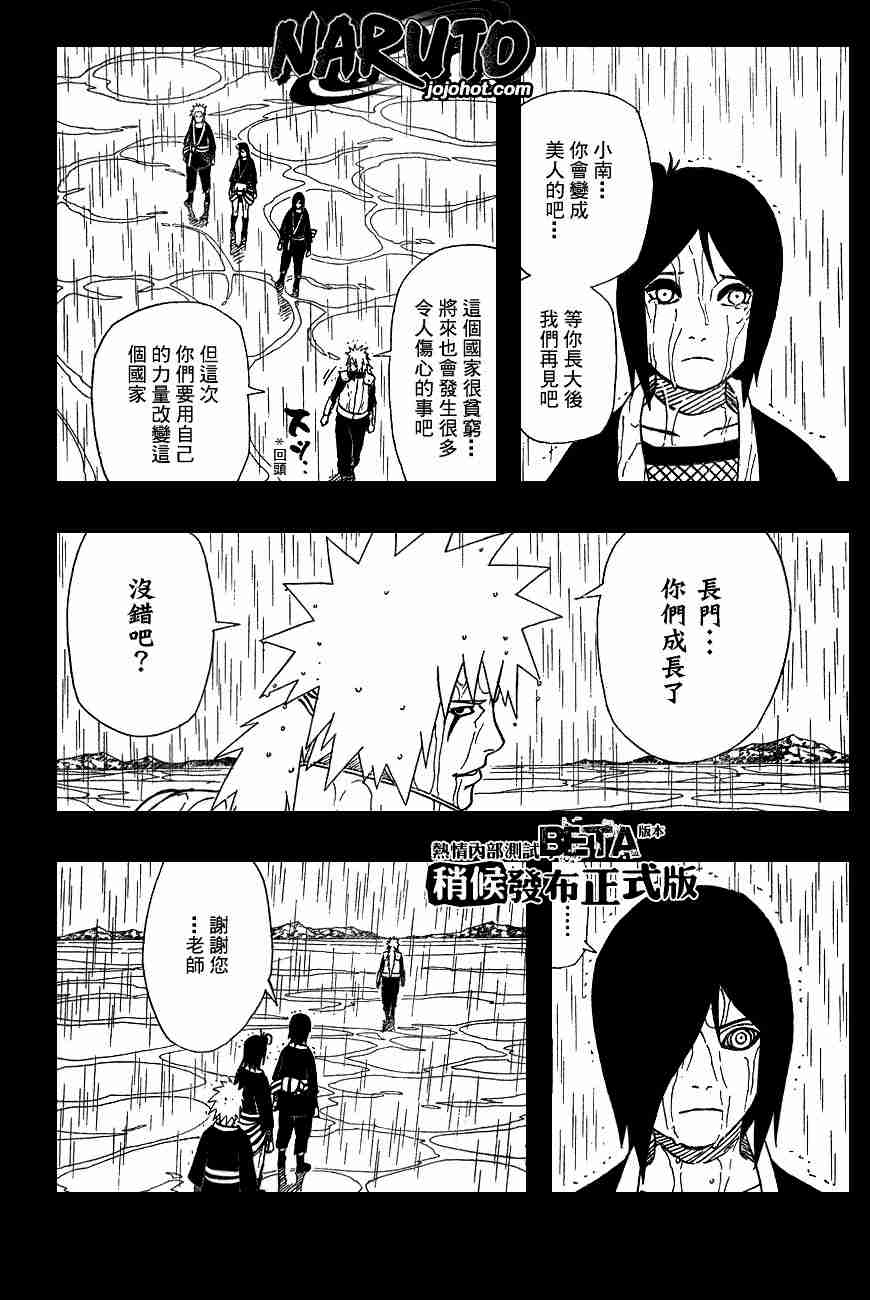 NARUTO
jojohot.com
小南…
你會變成
美人的吧…
等你長大後
我們再見吧
這個國家很貧窮…
將來也會發生很多
令人傷心的事吧
但這次
你們要用自己
的力量改變這
個國家
*回頭
長門…
你們成長了
沒錯吧？
熱情內部測試BETA版本
稍候發布正式版
……
謝謝您
…老師